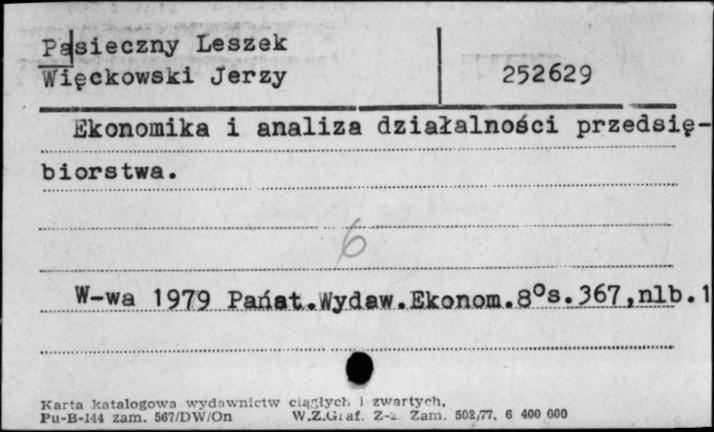 Pasieczny Leszek
Więckowski Jerzy 252629
Ekonomika i analiza działalności przedsię-
biorstwa.
6
W-wa 1979 Państ.Wydaw.Ekonom.8°s.367,nlb.1
Karta katalogowa wydawnictw ciągłych i zwartych.
Pu-B-144 zam. 567/DW/On W.Z.Graf. Z-2 Zam. 502/77. 6 400 000